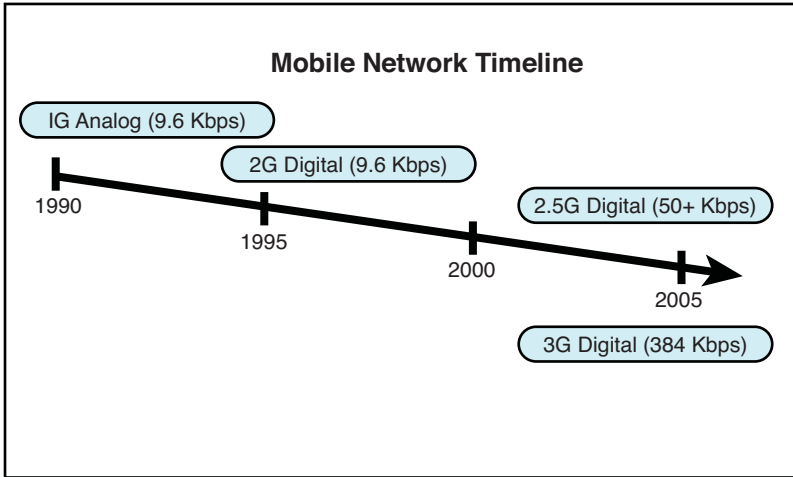 Mobile Network Timeline
IG Analog (9.6 Kbps)
2G Digital (9.6 Kbps)
1990
2.5G Digital (50+ Kbps)
1995
2000
2005
3G Digital (384 Kbps)